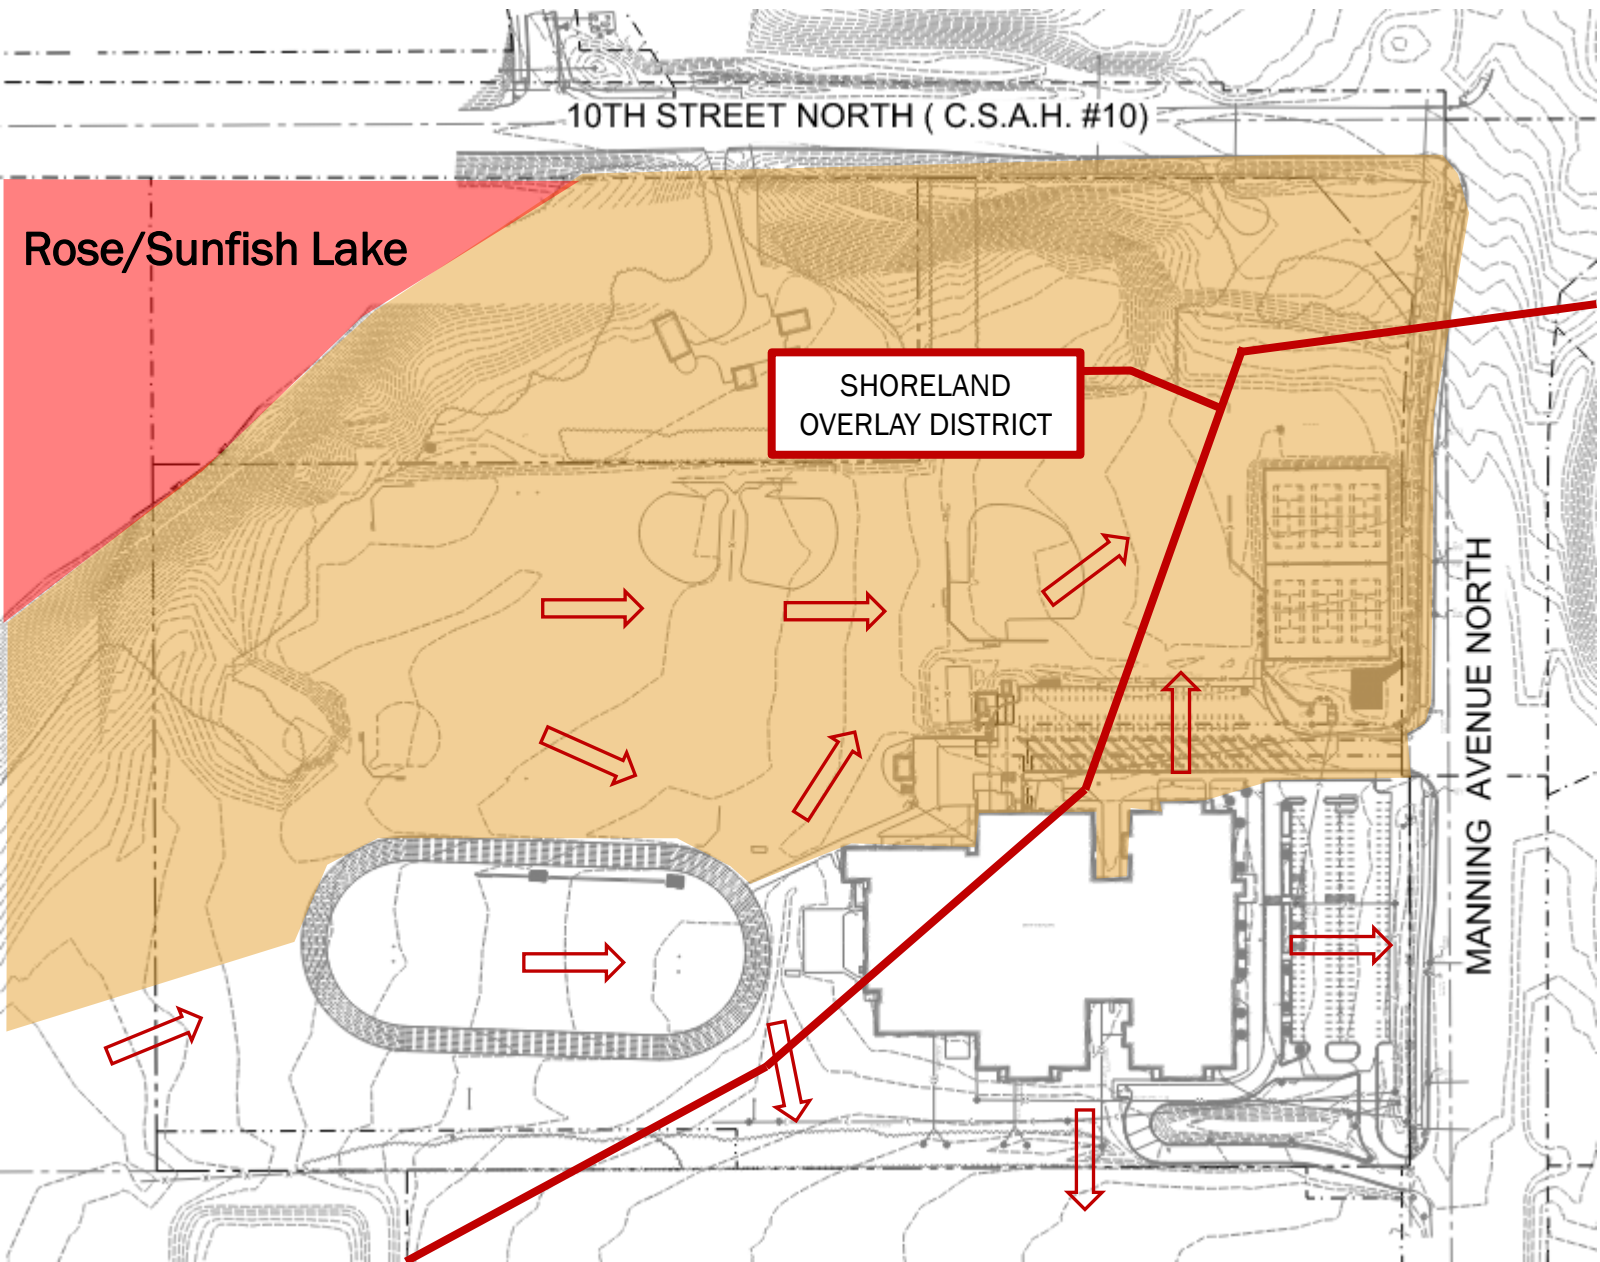 10TH STREET NORTH ( C.S.A.H. #10)
Rose/Sunfish Lake
SHORELAND
OVERLAY DISTRICT
MANNING AVENUE NORTH